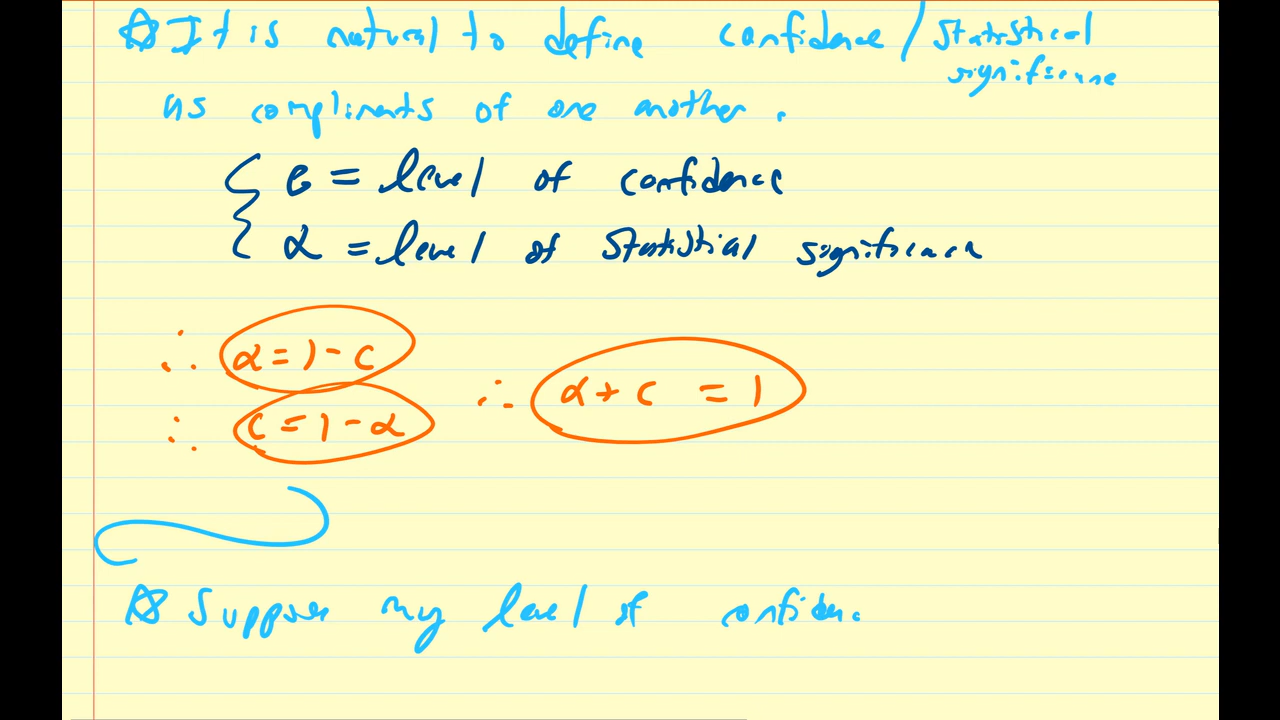 ☆ It is natural to define confidence / statistical significance
as compliments of one another.
c = level of confidence
α = level of statistical significance
∴ α = 1 - c
∴ c = 1 - α
∴ α + c = 1
☆ Suppose my level of confiden